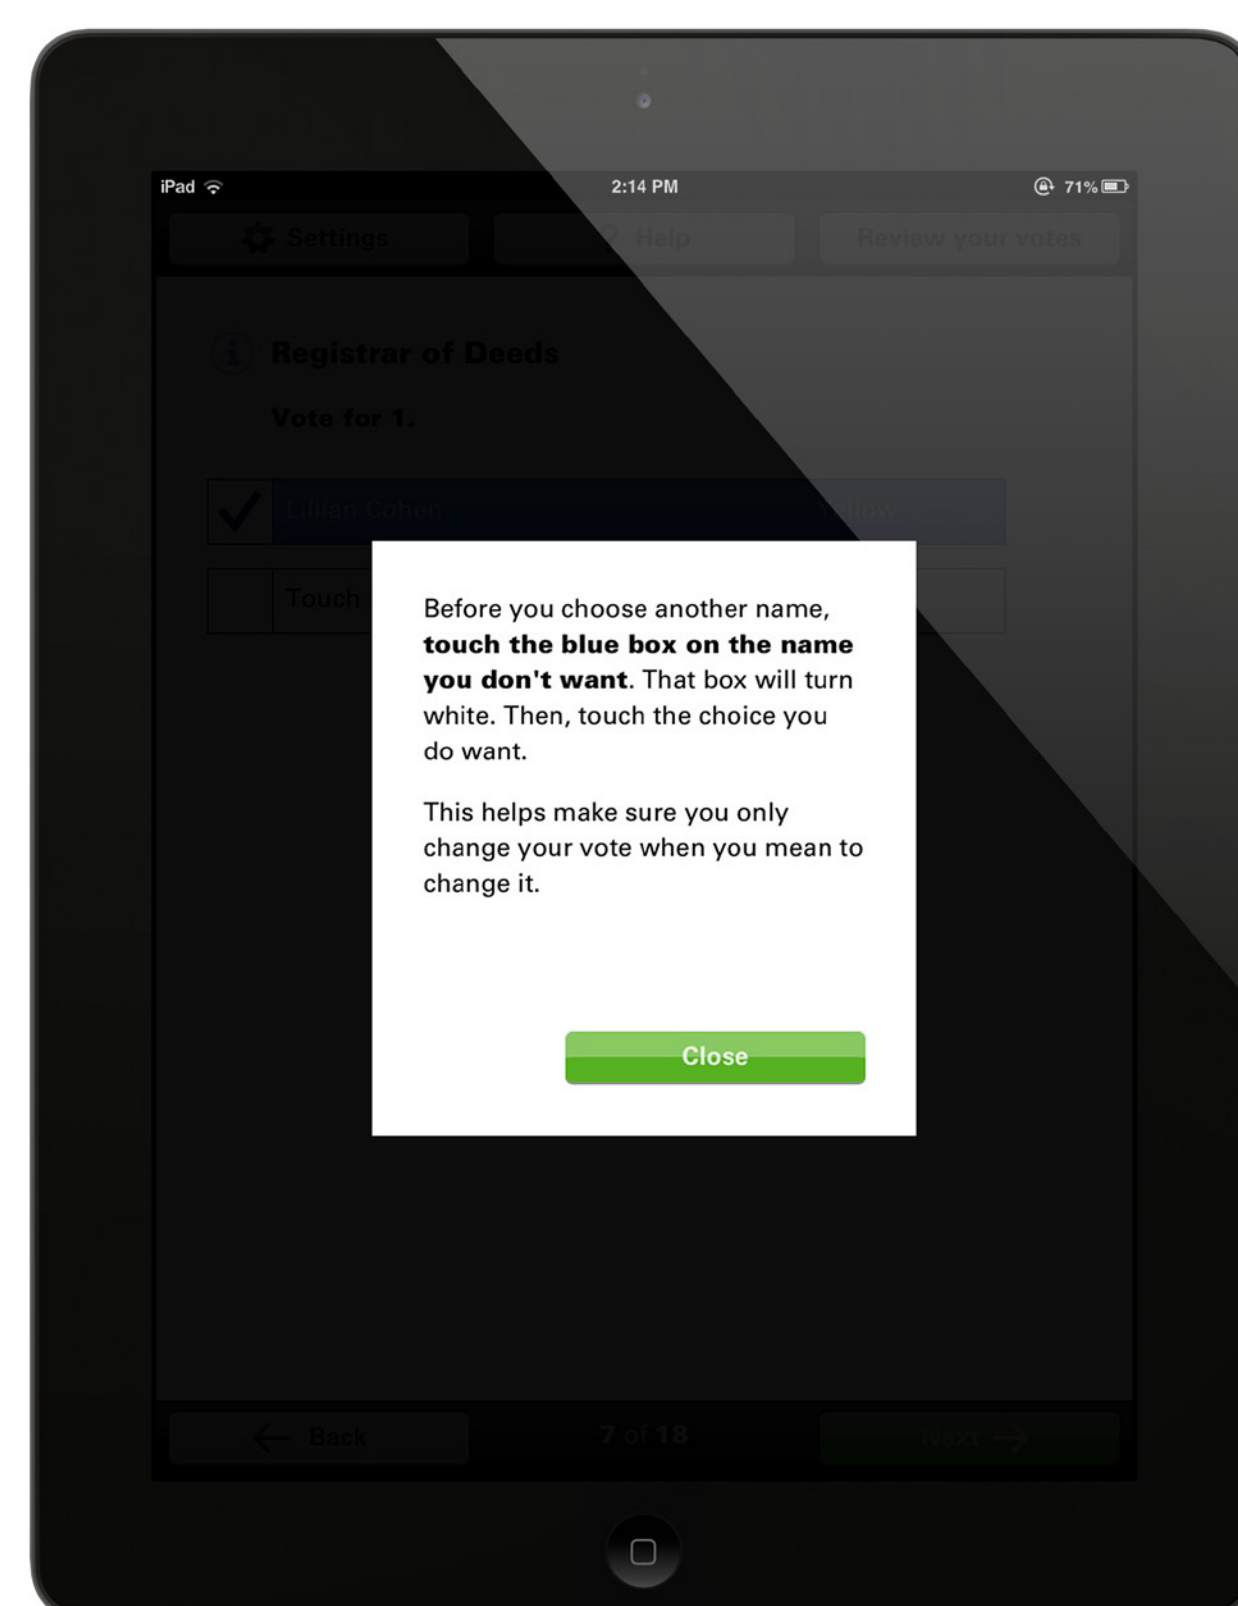 iPad 2:14 PM 71%
Settings ? Help Review your votes
i Registrar of Deeds
Vote for 1.
Lillian Cohen Yellow
Touch
Before you choose another name,
touch the blue box on the name
you don't want. That box will turn
white. Then, touch the choice you
do want.
This helps make sure you only
change your vote when you mean to
change it.
Close
Back 7 of 18 Next